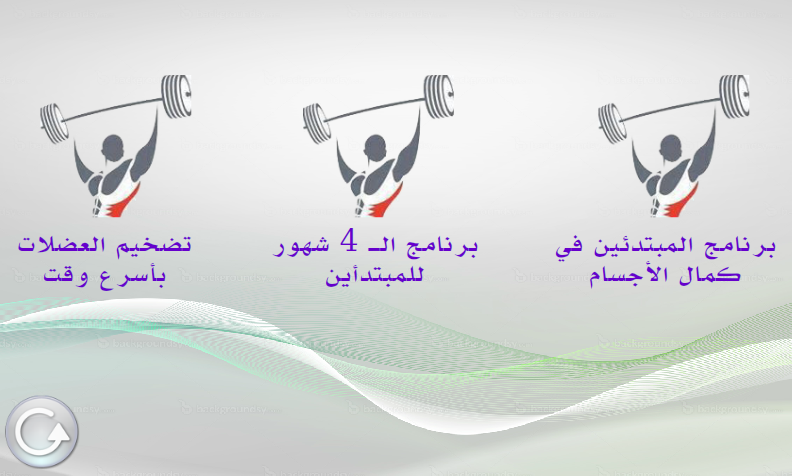 برنامج المبتدئين في
كمال الأجسام
برنامج الـ 4 شهور
للمبتدأين
تضخيم العضلات
بأسرع وقت